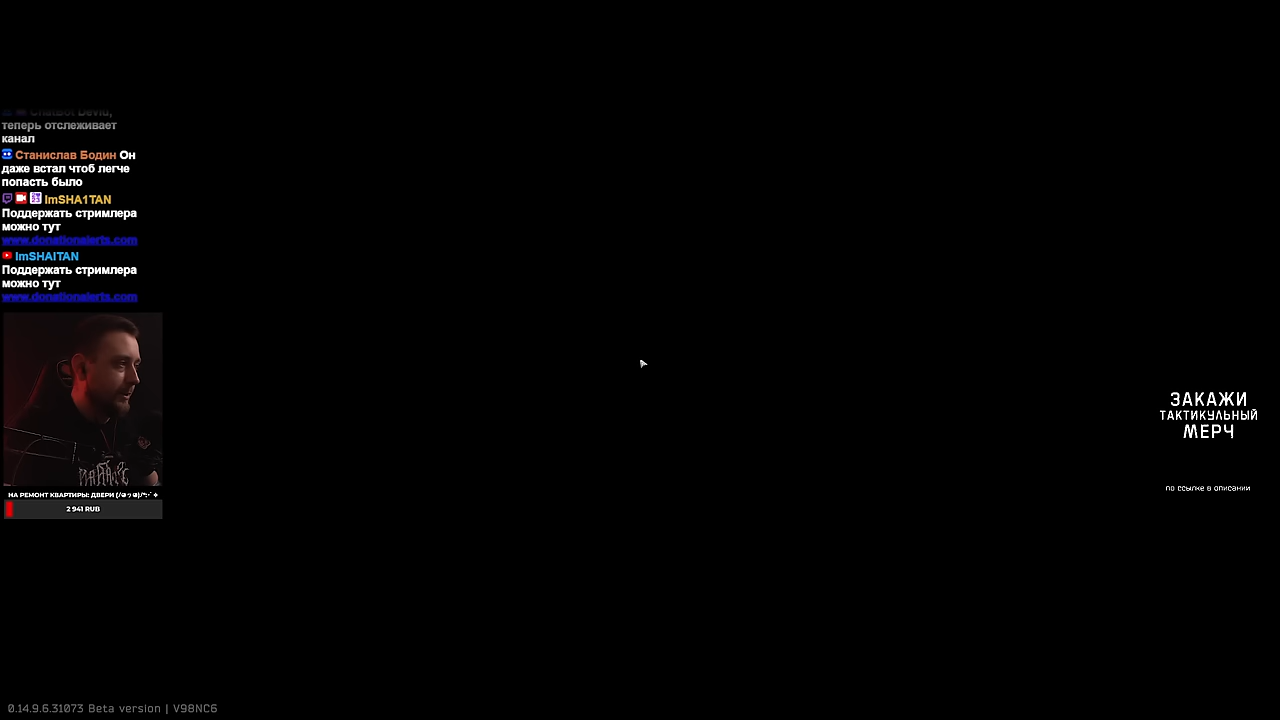 теперь отслеживает
канал
Станислав Бодин Он
даже встал чтоб легче
попасть было
ImSHA1TAN
Поддержать стримлера
можно тут
www.donationalerts.com
ImSHAITAN
Поддержать стримлера
можно тут
www.donationalerts.com
НА РЕМОНТ КВАРТИРЫ: ДВЕРИ
2 941 RUB
ЗАКАЖИ
ТАКТИКУЛЬНЫЙ
МЕРЧ
по ссылке в описании
0.14.9.6.31073 Beta version | V98NC6